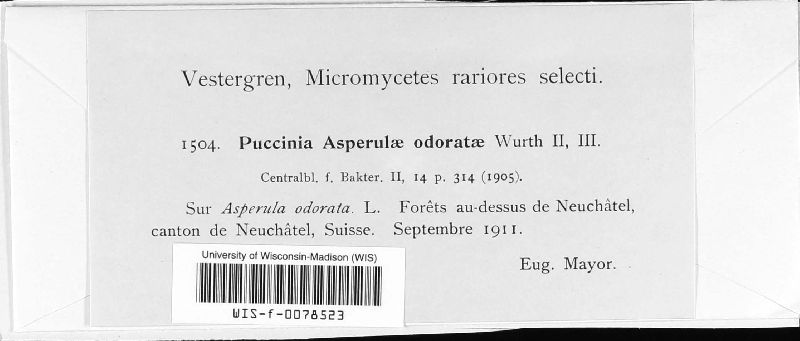 Vestergren, Micromycetes rariores selecti.
1504. Puccinia Asperulæ odoratæ Wurth II, III.
Centralbl. f. Bakter. II, 14 p. 314 (1905).
Sur Asperula odorata. L. Forêts au-dessus de Neuchâtel,
canton de Neuchâtel, Suisse. Septembre 1911.
Eug. Mayor.
University of Wisconsin-Madison (WIS)
WIS-f-0078523